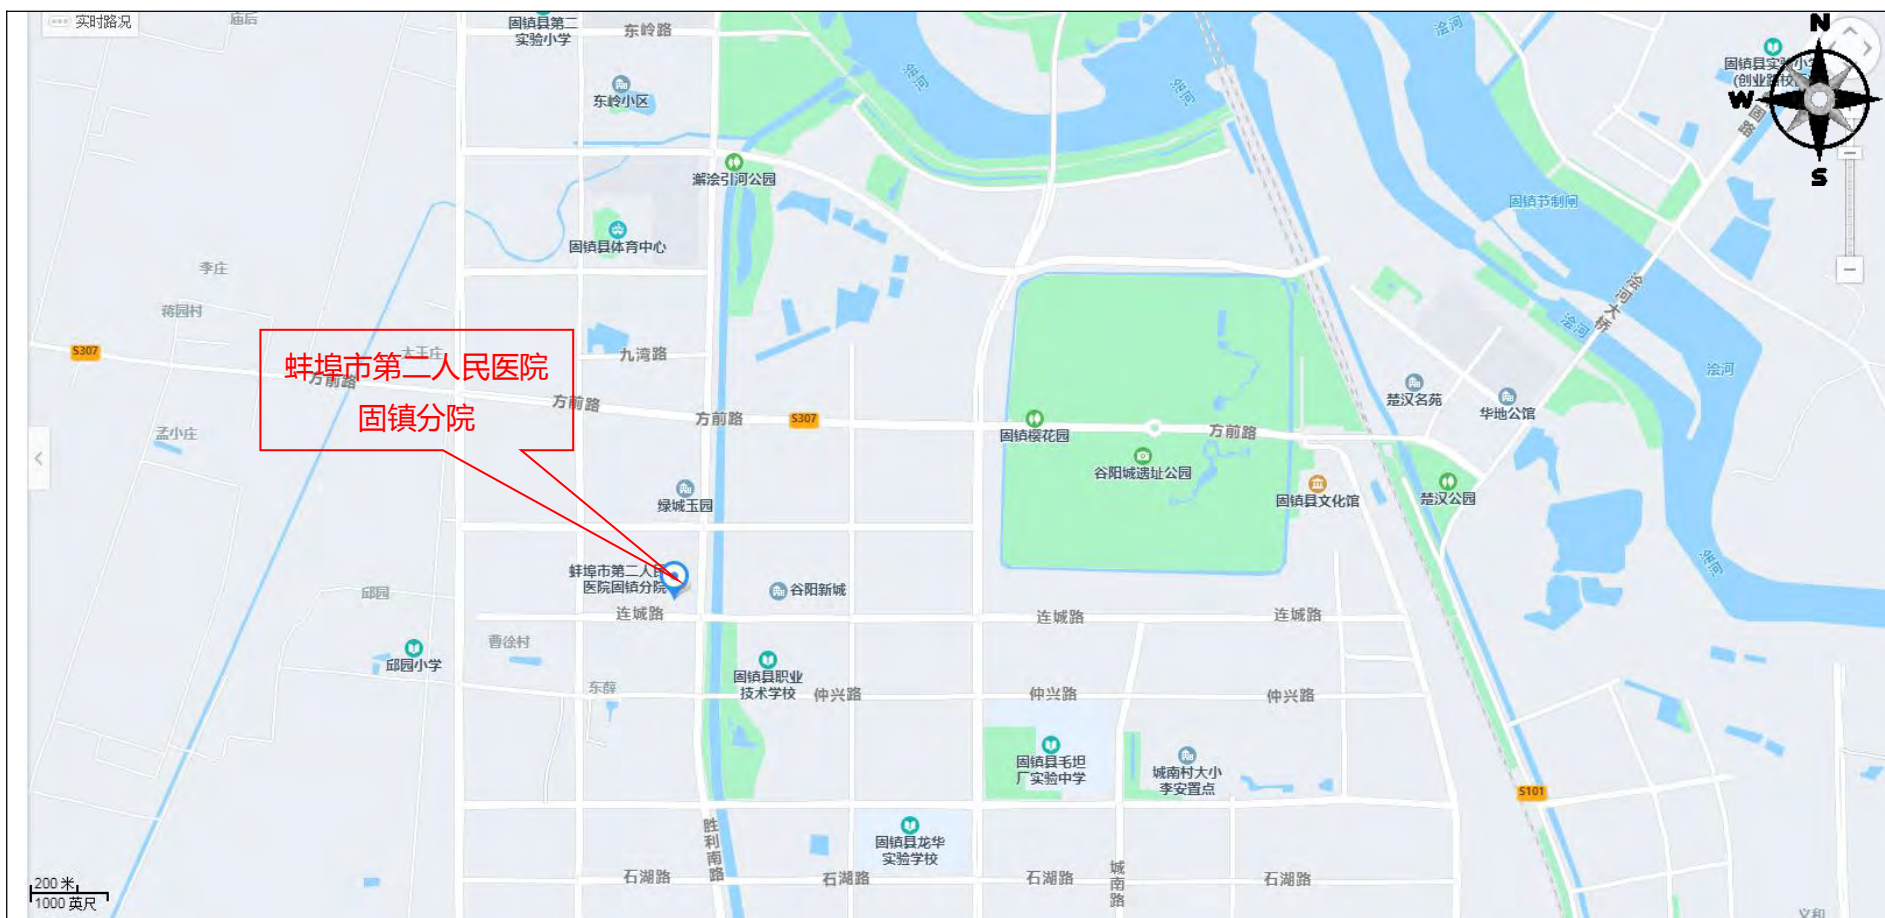 实时路况
庙后
固镇县第二
实验小学
东岭路
浍河
浍河
浍河
N
W
S
固镇县实验小学
(创业路校
固
路
东岭小区
澥浍引河公园
固镇县体育中心
固镇节制闸
浍河大桥
浍河
浍河
李庄
蒋园村
S307
大王庄
九湾路
蚌埠市第二人民医院
固镇分院
方前路
方前路
方前路
S307
固镇樱花园
方前路
楚汉名苑
华地公馆
孟小庄
谷阳城遗址公园
绿城玉园
固镇县文化馆
楚汉公园
浍河
蚌埠市第二人民
医院固镇分院
谷阳新城
邱园
连城路
连城路
连城路
曹徐村
邱园小学
固镇县职业
技术学校
东薛
仲兴路
仲兴路
仲兴路
固镇县毛坦
厂实验中学
城南村大小
李安置点
S101
胜利南路
固镇县龙华
实验学校
石湖路
石湖路
石湖路
城南路
石湖路
200 米
1000 英尺
义和